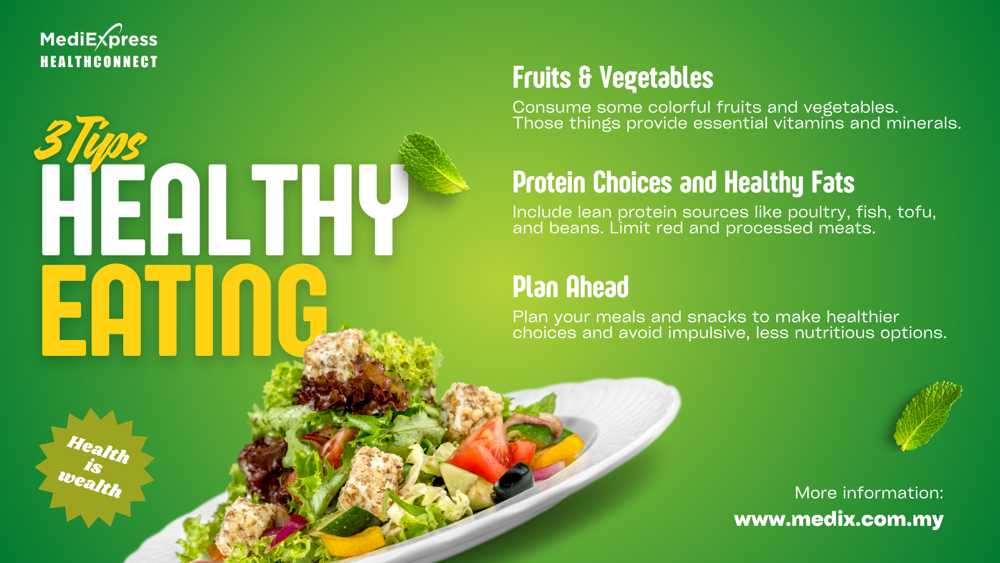 MediExpress
HEALTHCONNECT
3 Tips
HEALTHY
EATING
Health
is
wealth
Fruits & Vegetables
Consume some colorful fruits and vegetables.
Those things provide essential vitamins and minerals.
Protein Choices and Healthy Fats
Include lean protein sources like poultry, fish, tofu,
and beans. Limit red and processed meats.
Plan Ahead
Plan your meals and snacks to make healthier
choices and avoid impulsive, less nutritious options.
More information:
www.medix.com.my